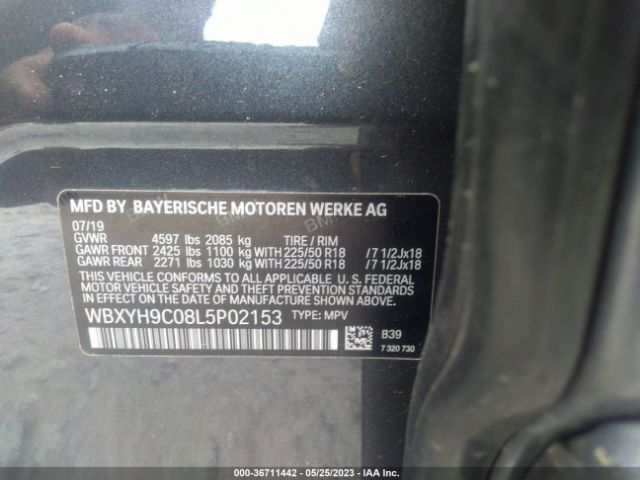 MFD BY BAYERISCHE MOTOREN WERKE AG
07/19
GVWR 4597 lbs 2085 kg TIRE / RIM
GAWR FRONT 2425 lbs 1100 kg WITH 225/50 R18 /7 1/2Jx18
GAWR REAR 2271 lbs 1030 kg WITH 225/50 R18 /7 1/2Jx18
THIS VEHICLE CONFORMS TO ALL APPLICABLE U.S. FEDERAL
MOTOR VEHICLE SAFETY AND BUMPER AND THEFT PREVENTION
STANDARDS IN EFFECT ON THE DATE OF MANUFACTURE SHOWN ABOVE.
WBXYH9C08L5P02153 TYPE: MPV
B39
7 320 730
000-36711442 / 05/25/2023 / IAA Inc.